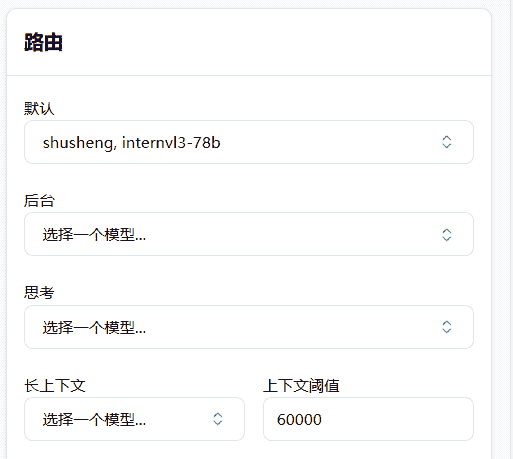 路由
默认
shusheng, internvl3-78b
后台
选择一个模型...
思考
选择一个模型...
长上下文 上下文阈值
选择一个模型... 60000